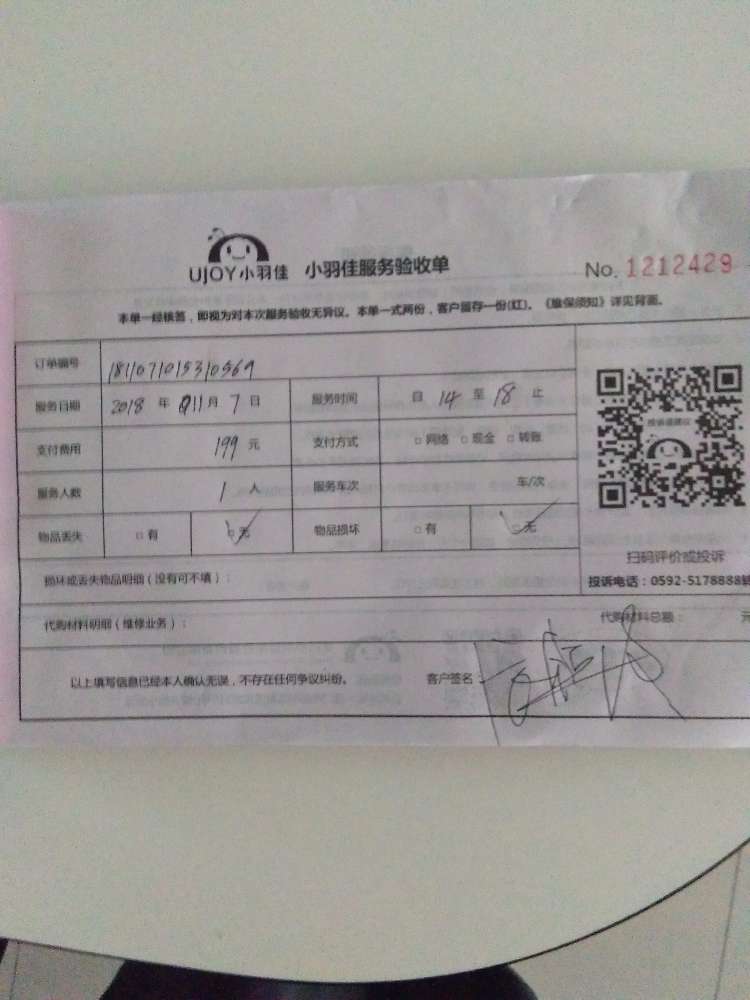 UJOY小羽佳 小羽佳服务验收单 No. 1212429
本单一经核签，即视为对本次服务验收无异议。本单一式两份，客户留存一份(红)。《维保须知》详见背面。
订单编号 1811071015310569
服务日期 2018 年 11 月 7 日 服务时间 自 14 至 18 止
支付费用 199 元 支付方式 □ 网络 □ 现金 □ 转账
服务人数 1 人 服务车次 车/次
物品丢失 □ 有 □ 无 物品损坏 □ 有 □ 无
投诉或建议
扫码评价或投诉
损坏或丢失物品明细（没有可不填）：
投诉电话：0592-5178888
代购材料明细（维修业务）： 代购材料总额： 元
以上填写信息已经本人确认无误，不存在任何争议纠纷。 客户签名：